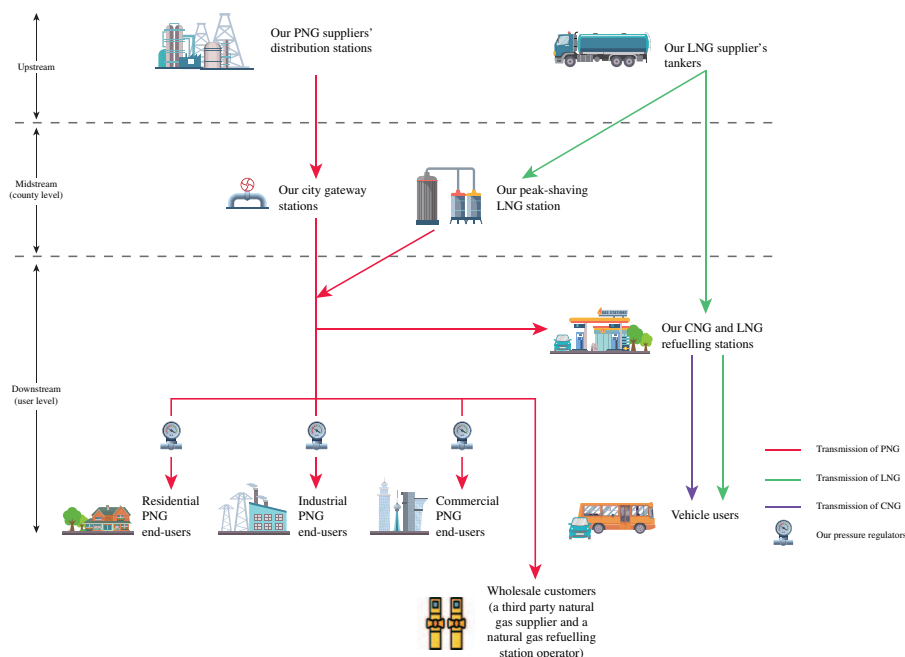 Upstream
Our PNG suppliers'
distribution stations
Our LNG supplier's
tankers
Midstream
(county level)
Our city gateway
stations
Our peak-shaving
LNG station
GAS STATION
Our CNG and LNG
refuelling stations
Downstream
(user level)
Residential
PNG
end-users
Industrial
PNG
end-users
Commercial
PNG
end-users
Vehicle users
Transmission of PNG
Transmission of LNG
Transmission of CNG
Our pressure regulators
Wholesale customers
(a third party natural
gas supplier and a
natural gas refuelling
station operator)